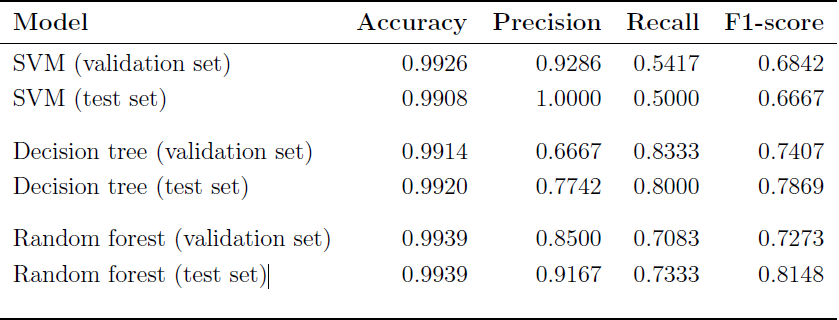 Model Accuracy Precision Recall F1-score
SVM (validation set) 0.9926 0.9286 0.5417 0.6842
SVM (test set) 0.9908 1.0000 0.5000 0.6667
Decision tree (validation set) 0.9914 0.6667 0.8333 0.7407
Decision tree (test set) 0.9920 0.7742 0.8000 0.7869
Random forest (validation set) 0.9939 0.8500 0.7083 0.7273
Random forest (test set) 0.9939 0.9167 0.7333 0.8148